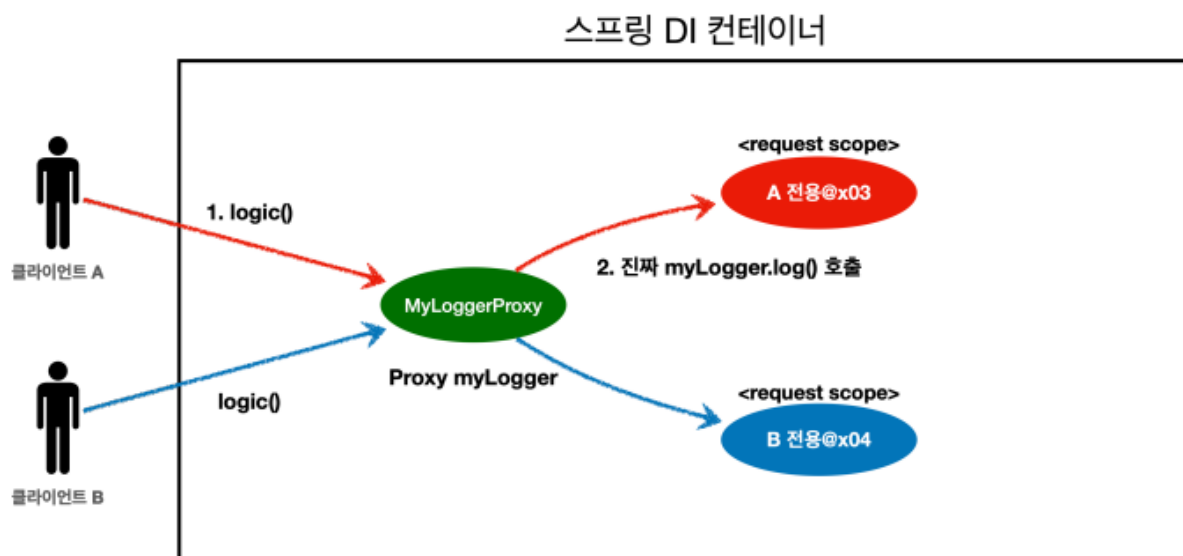 스프링 DI 컨테이너
<request scope>
A 전용@x03
1. logic()
클라이언트 A
2. 진짜 myLogger.log() 호출
MyLoggerProxy
Proxy myLogger
logic()
<request scope>
B 전용@x04
클라이언트 B